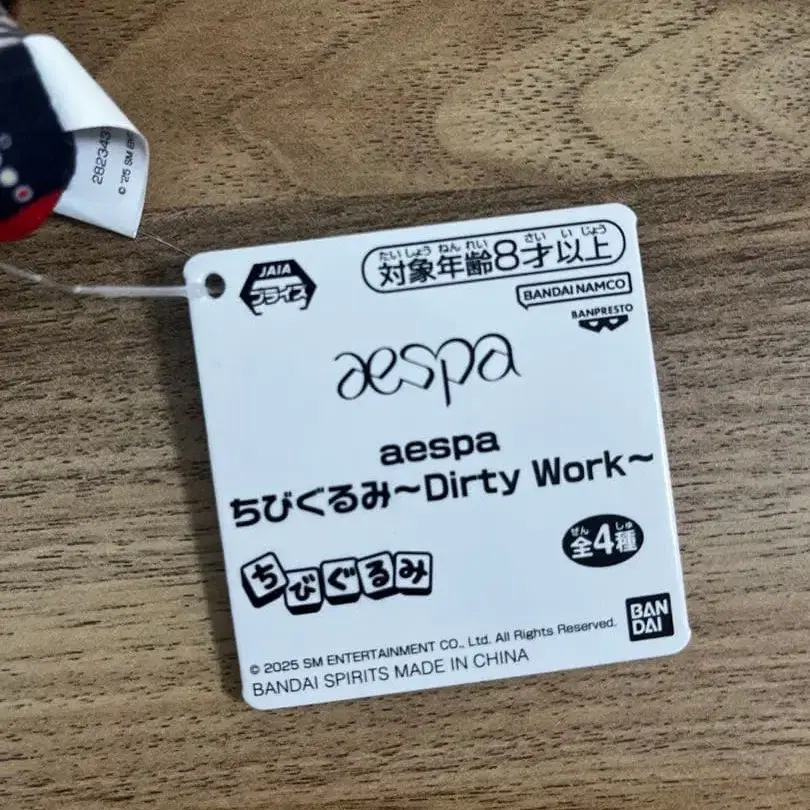 282343
© '25 SM EN
JAIA
プライズ
たいしょうねんれい さい いじょう
対象年齢8才以上
BANDAI NAMCO
BANPRESTO
aespa
aespa
ちびぐるみ～Dirty Work～
ちびぐるみ
ぜん しゅ
全4種
BAN
DAI
© 2025 SM ENTERTAINMENT CO., Ltd. All Rights Reserved.
BANDAI SPIRITS MADE IN CHINA